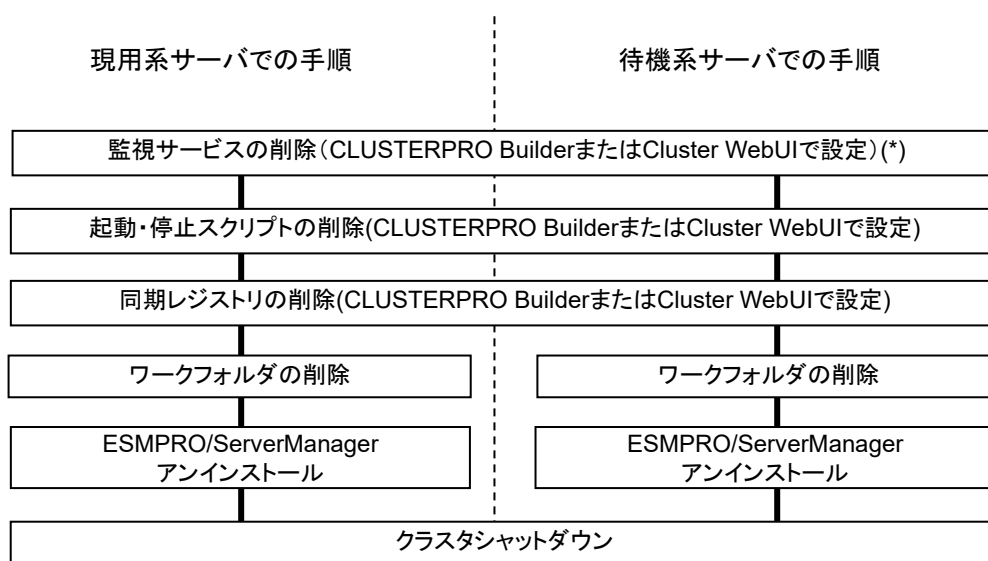 現用系サーバでの手順
待機系サーバでの手順
監視サービスの削除(CLUSTERPRO BuilderまたはCluster WebUIで設定)(*)
起動・停止スクリプトの削除(CLUSTERPRO BuilderまたはCluster WebUIで設定)
同期レジストリの削除(CLUSTERPRO BuilderまたはCluster WebUIで設定)
ワークフォルダの削除
ワークフォルダの削除
ESMPRO/ServerManager
アンインストール
ESMPRO/ServerManager
アンインストール
クラスタシャットダウン